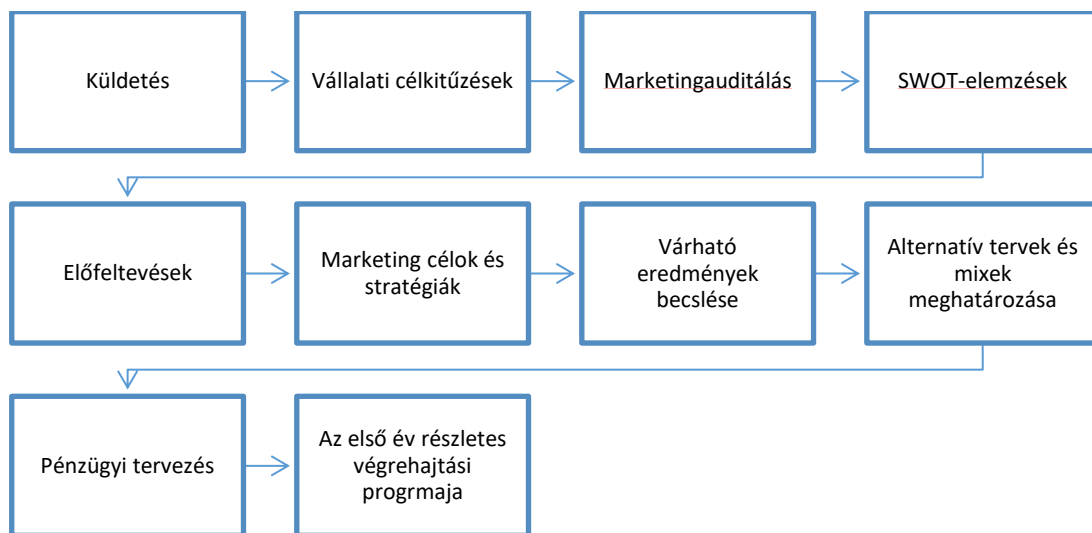 Küldetés
Vállalati célkitűzések
Marketingauditálás
SWOT-elemzések
Előfeltevések
Marketing célok és
stratégiák
Várható
eredmények
becslése
Alternatív tervek és
mixek
meghatározása
Pénzügyi tervezés
Az első év részletes
végrehajtási
progrmaja